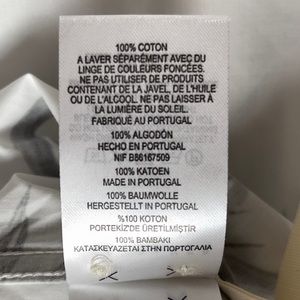 100% COTON
A LAVER SÉPARÉMENT AVEC DU
LINGE DE COULEURS FONCÉES.
NE PAS UTILISER DE PRODUITS
CONTENANT DE LA JAVEL, DE L'HUILE
OU DE L'ALCOOL. NE PAS LAISSER À
LA LUMIÈRE DU SOLEIL.
FABRIQUÉ AU PORTUGAL
100% ALGODÓN
HECHO EN PORTUGAL
NIF B86167509
100% KATOEN
MADE IN PORTUGAL
100% BAUMWOLLE
HERGESTELLT IN PORTUGAL
%100 KOTON
PORTEKİZ'DE ÜRETİLMİŞTİR
100% ΒΑΜΒΑΚΙ
ΚΑΤΑΣΚΕΥΑΖΕΤΑΙ ΣΤΗΝ ΠΟΡΤΟΓΑΛΙΑ